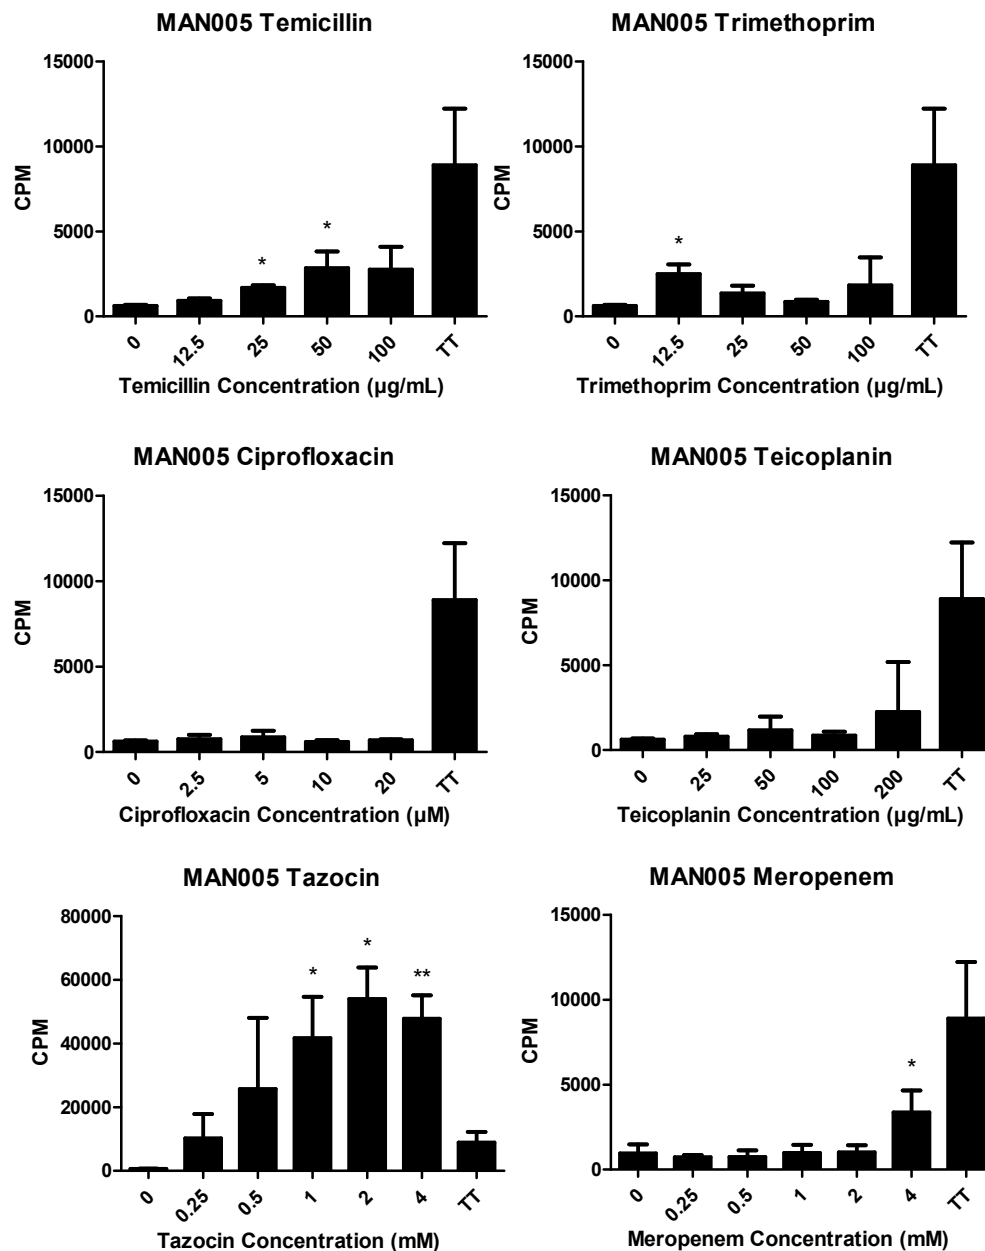 MAN005 Temicillin
15000
10000
5000
0
CPM
*
*
0 12.5 25 50 100 TT
Temicillin Concentration (µg/mL)
MAN005 Trimethoprim
15000
10000
5000
0
CPM
*
0 12.5 25 50 100 TT
Trimethoprim Concentration (µg/mL)
MAN005 Ciprofloxacin
15000
10000
5000
0
CPM
0 2.5 5 10 20 TT
Ciprofloxacin Concentration (µM)
MAN005 Teicoplanin
15000
10000
5000
0
CPM
0 25 50 100 200 TT
Teicoplanin Concentration (µg/mL)
MAN005 Tazocin
80000
60000
40000
20000
0
CPM
* * **
0 0.25 0.5 1 2 4 TT
Tazocin Concentration (mM)
MAN005 Meropenem
15000
10000
5000
0
CPM
*
0 0.25 0.5 1 2 4 TT
Meropenem Concentration (mM)